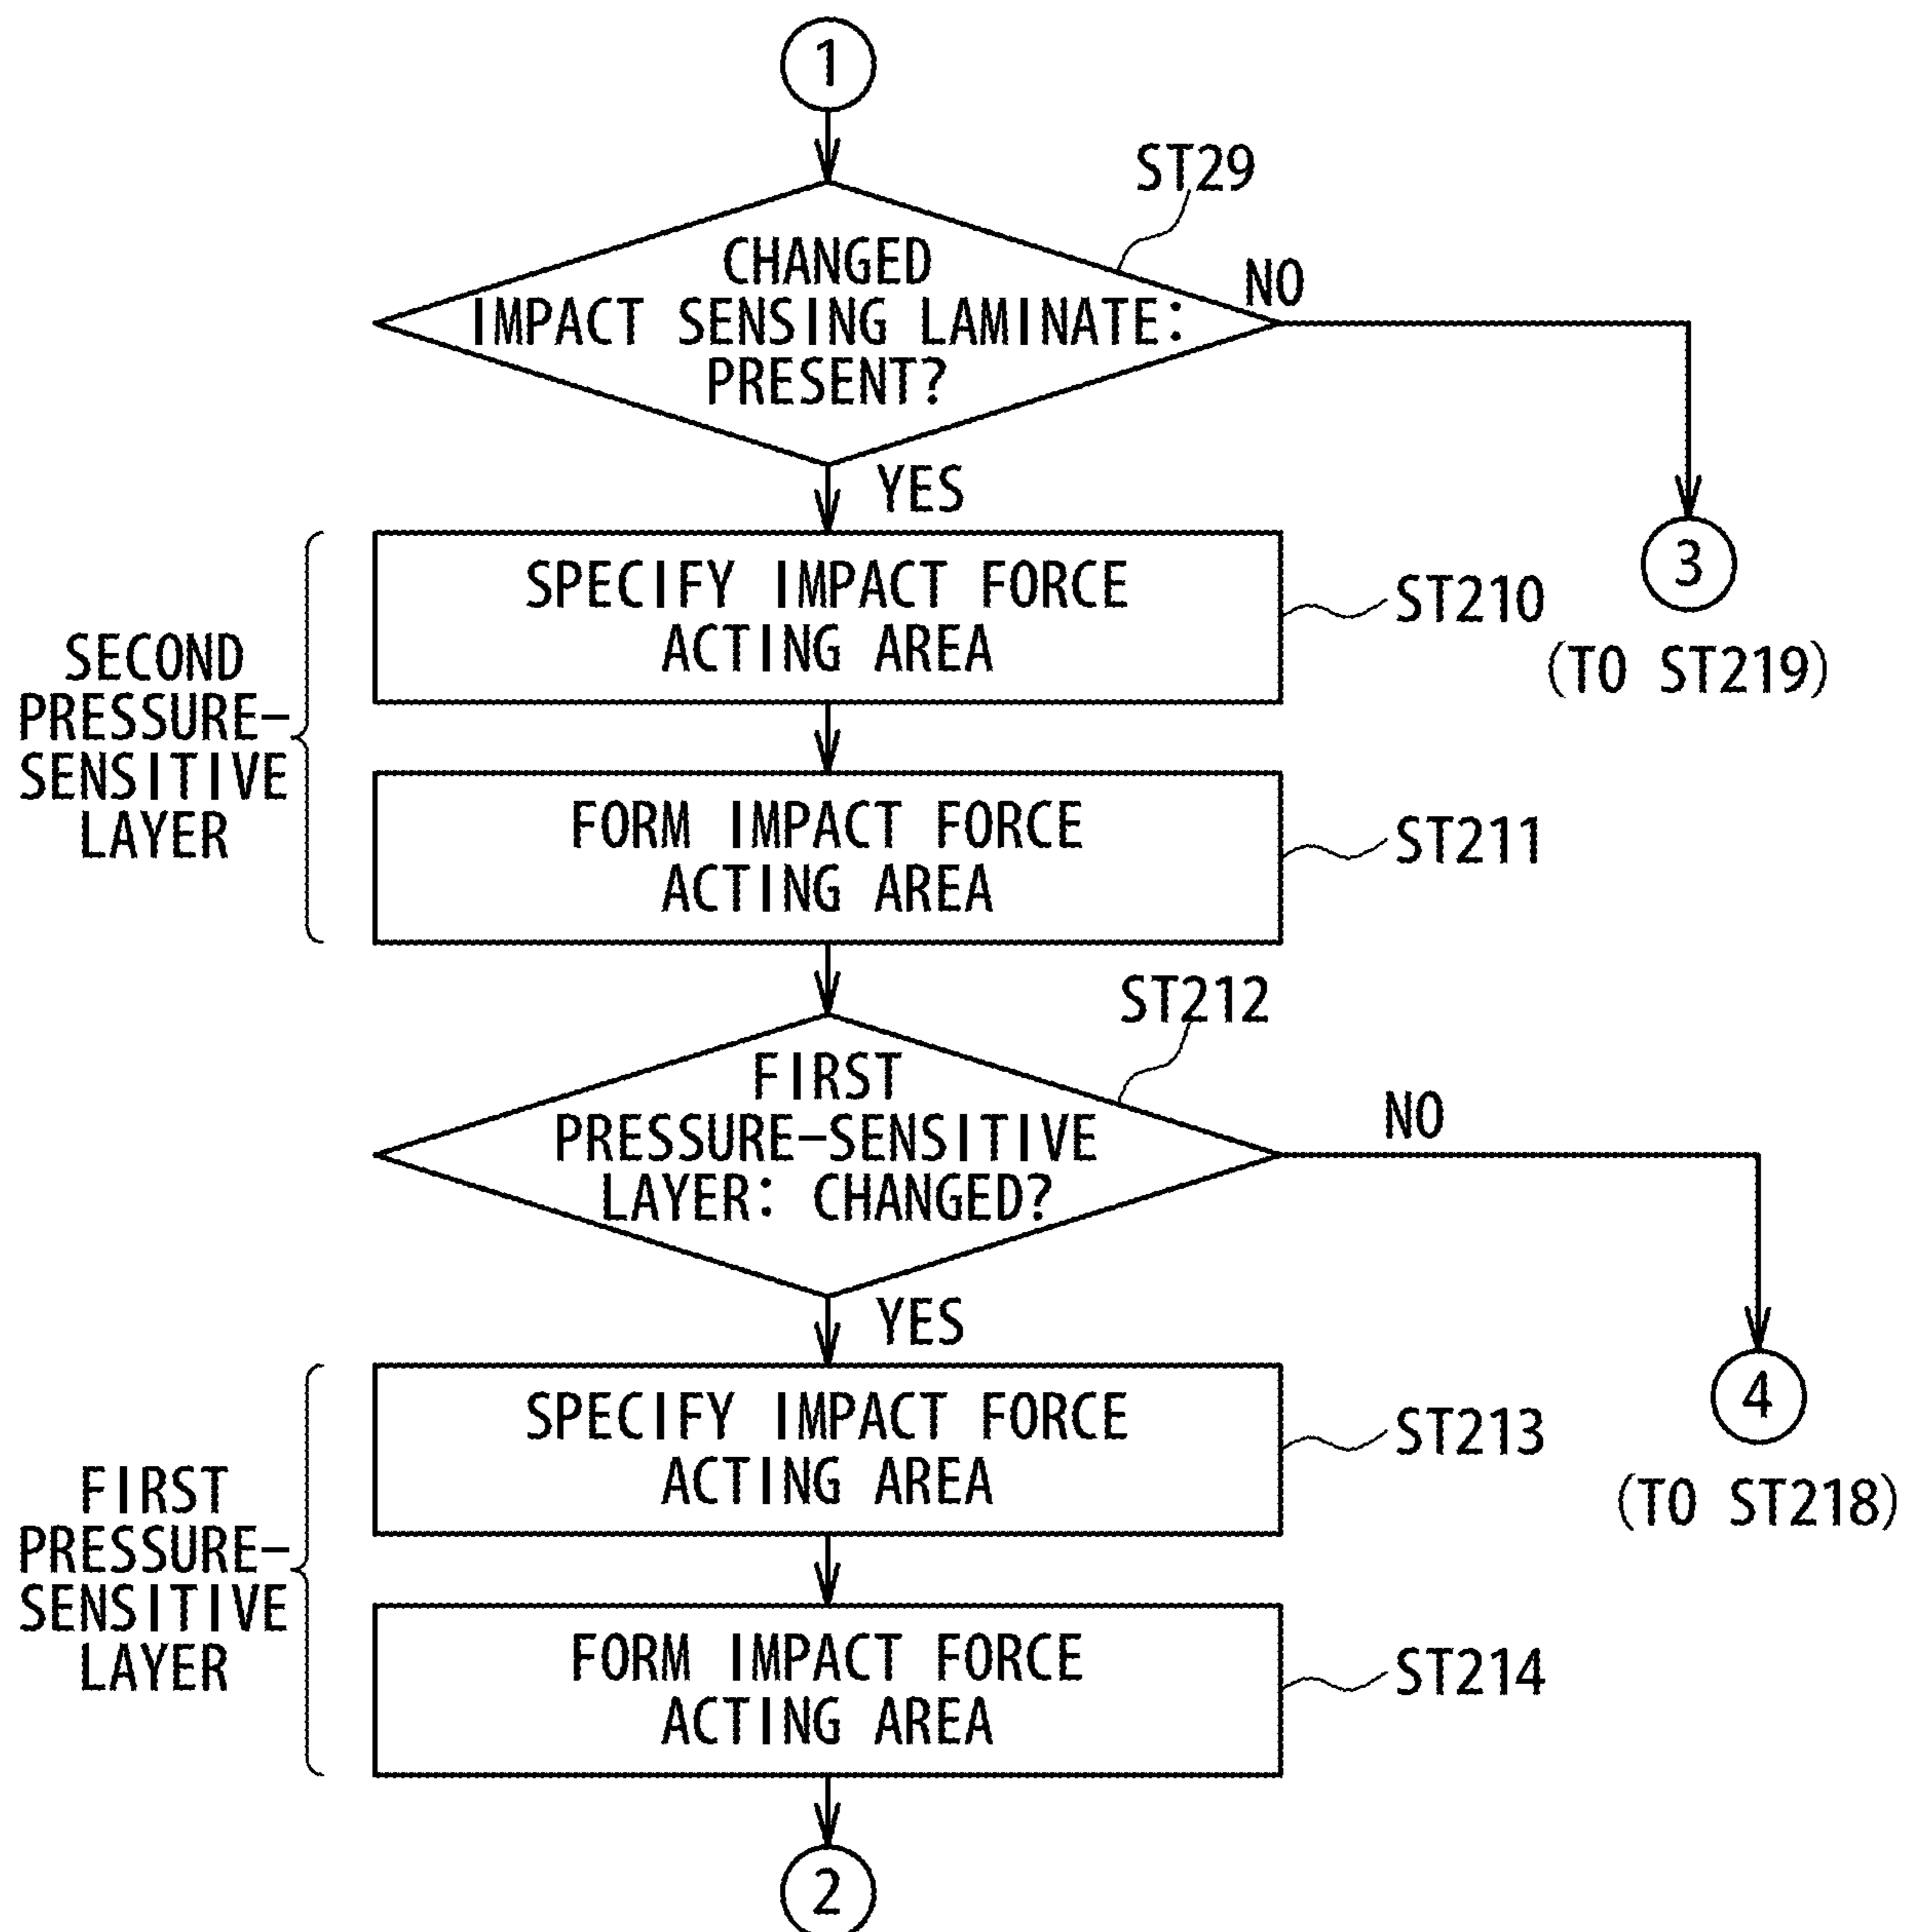 1
ST29
CHANGED
IMPACT SENSING LAMINATE:
PRESENT?
NO
YES
3
(TO ST219)
SECOND
PRESSURE-
SENSITIVE
LAYER
SPECIFY IMPACT FORCE
ACTING AREA
ST210
FORM IMPACT FORCE
ACTING AREA
ST211
ST212
FIRST
PRESSURE-SENSITIVE
LAYER: CHANGED?
NO
YES
4
(TO ST218)
FIRST
PRESSURE-
SENSITIVE
LAYER
SPECIFY IMPACT FORCE
ACTING AREA
ST213
FORM IMPACT FORCE
ACTING AREA
ST214
2